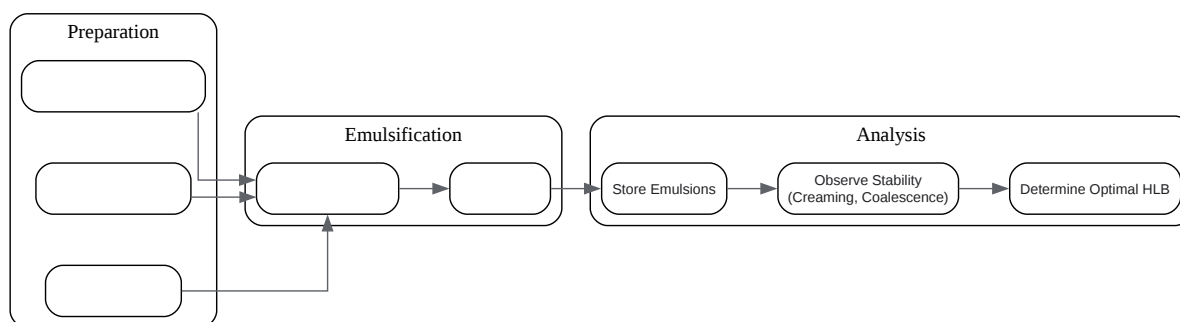 Preparation
Emulsification
Analysis
Store Emulsions
Observe Stability
(Creaming, Coalescence)
Determine Optimal HLB